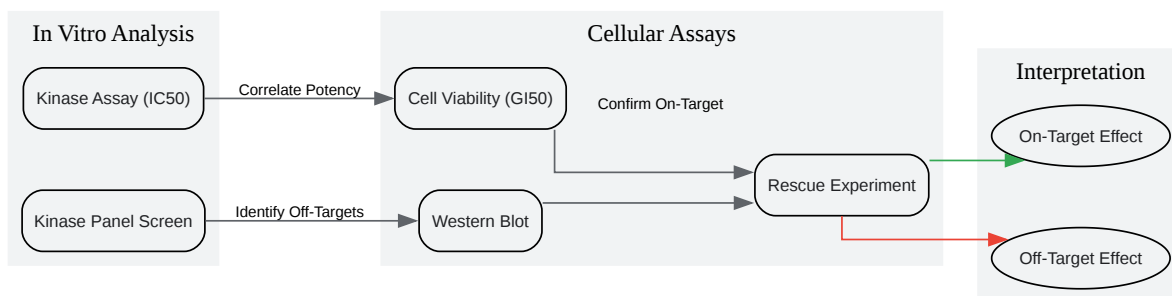 In Vitro Analysis
Cellular Assays
Interpretation
Kinase Assay (IC50)
Correlate Potency
Cell Viability (GI50)
Confirm On-Target
On-Target Effect
Rescue Experiment
Kinase Panel Screen
Identify Off-Targets
Western Blot
Off-Target Effect